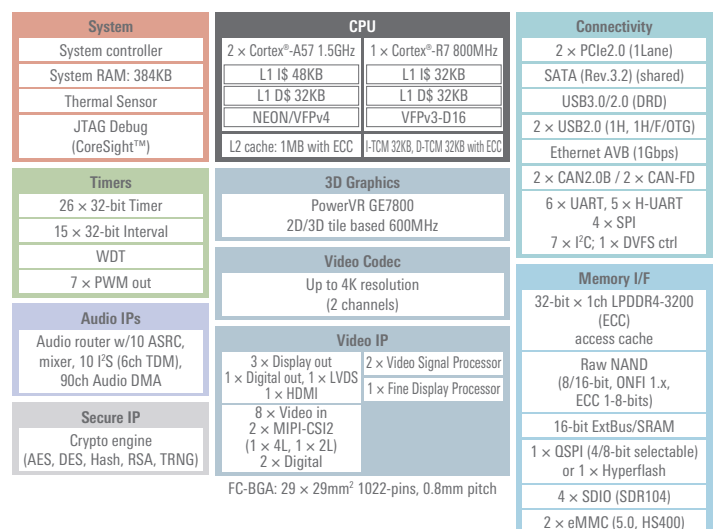 System
System controller
System RAM: 384KB
Thermal Sensor
JTAG Debug
(CoreSight™)
Timers
26 × 32-bit Timer
15 × 32-bit Interval
WDT
7 × PWM out
Audio IPs
Audio router w/10 ASRC,
mixer, 10 I²S (6ch TDM),
90ch Audio DMA
Secure IP
Crypto engine
(AES, DES, Hash, RSA, TRNG)
CPU
2 × Cortex®-A57 1.5GHz
L1 I$ 48KB
L1 D$ 32KB
NEON/VFPv4
L2 cache: 1MB with ECC
1 × Cortex®-R7 800MHz
L1 I$ 32KB
L1 D$ 32KB
VFPv3-D16
I-TCM 32KB, D-TCM 32KB with ECC
3D Graphics
PowerVR GE7800
2D/3D tile based 600MHz
Video Codec
Up to 4K resolution
(2 channels)
Video IP
3 × Display out
1 × Digital out, 1 × LVDS
1 × HDMI
8 × Video in
2 × MIPI-CSI2
(1 × 4L, 1 × 2L)
2 × Digital
2 × Video Signal Processor
1 × Fine Display Processor
FC-BGA: 29 × 29mm² 1022-pins, 0.8mm pitch
Connectivity
2 × PCIe2.0 (1Lane)
SATA (Rev.3.2) (shared)
USB3.0/2.0 (DRD)
2 × USB2.0 (1H, 1H/F/OTG)
Ethernet AVB (1Gbps)
2 × CAN2.0B / 2 × CAN-FD
6 × UART, 5 × H-UART
4 × SPI
7 × I²C; 1 × DVFS ctrl
Memory I/F
32-bit × 1ch LPDDR4-3200
(ECC)
access cache
Raw NAND
(8/16-bit, ONFI 1.x,
ECC 1-8-bits)
16-bit ExtBus/SRAM
1 × QSPI (4/8-bit selectable)
or 1 × Hyperflash
4 × SDIO (SDR104)
2 × eMMC (5.0, HS400)